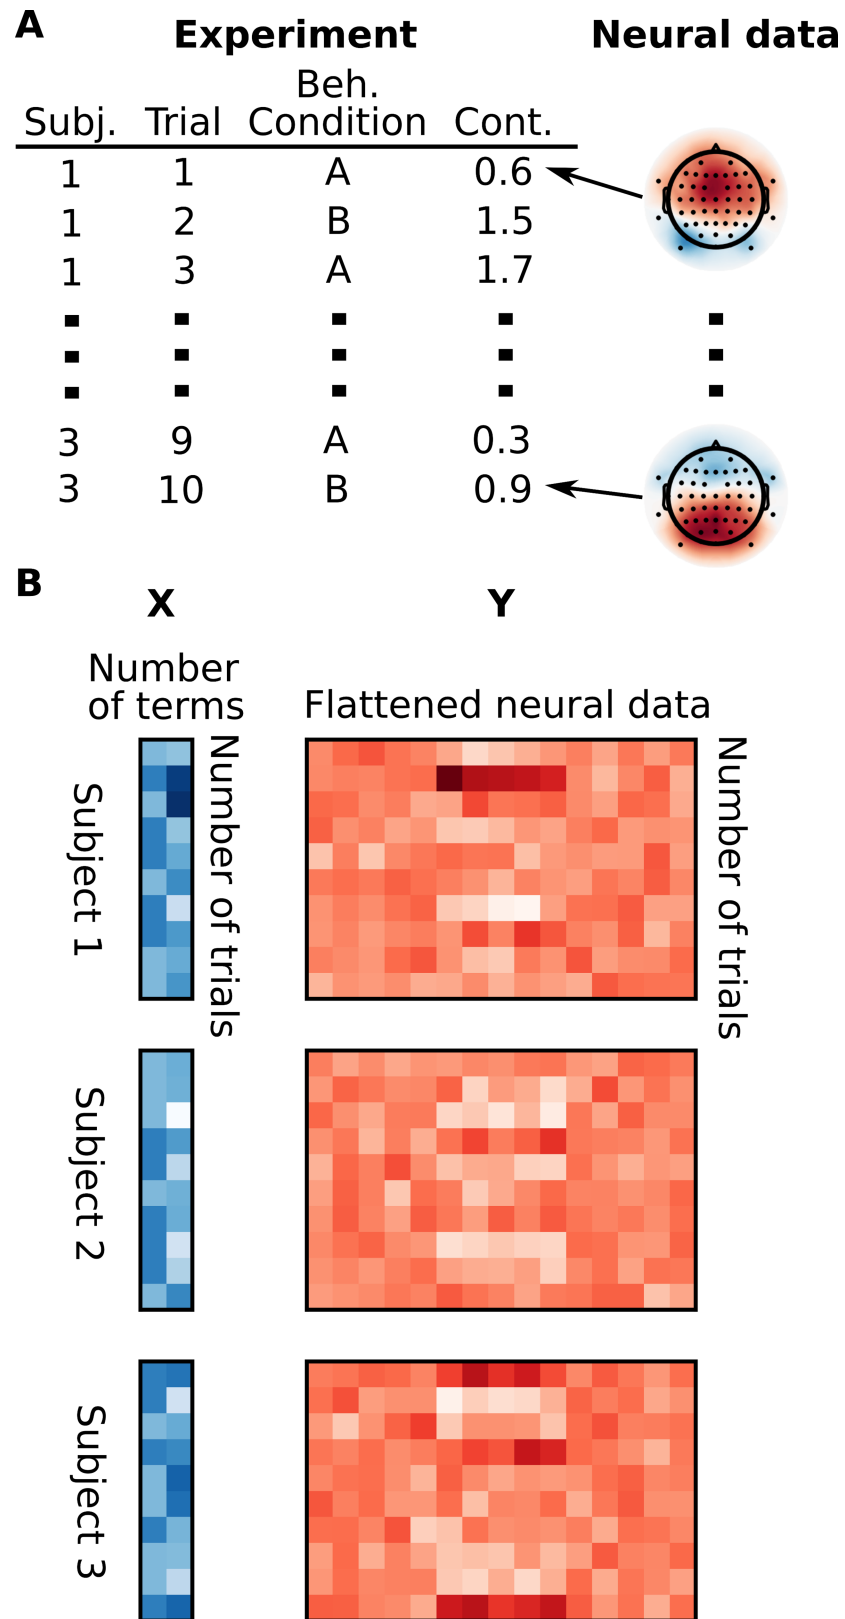 A
Experiment
Neural data
Subj. Trial Beh. Condition Cont.
1 1 A 0.6
1 2 B 1.5
1 3 A 1.7
3 9 A 0.3
3 10 B 0.9
B
X
Y
Number
of terms
Flattened neural data
Subject 1
Number of trials
Number of trials
Subject 2
Subject 3